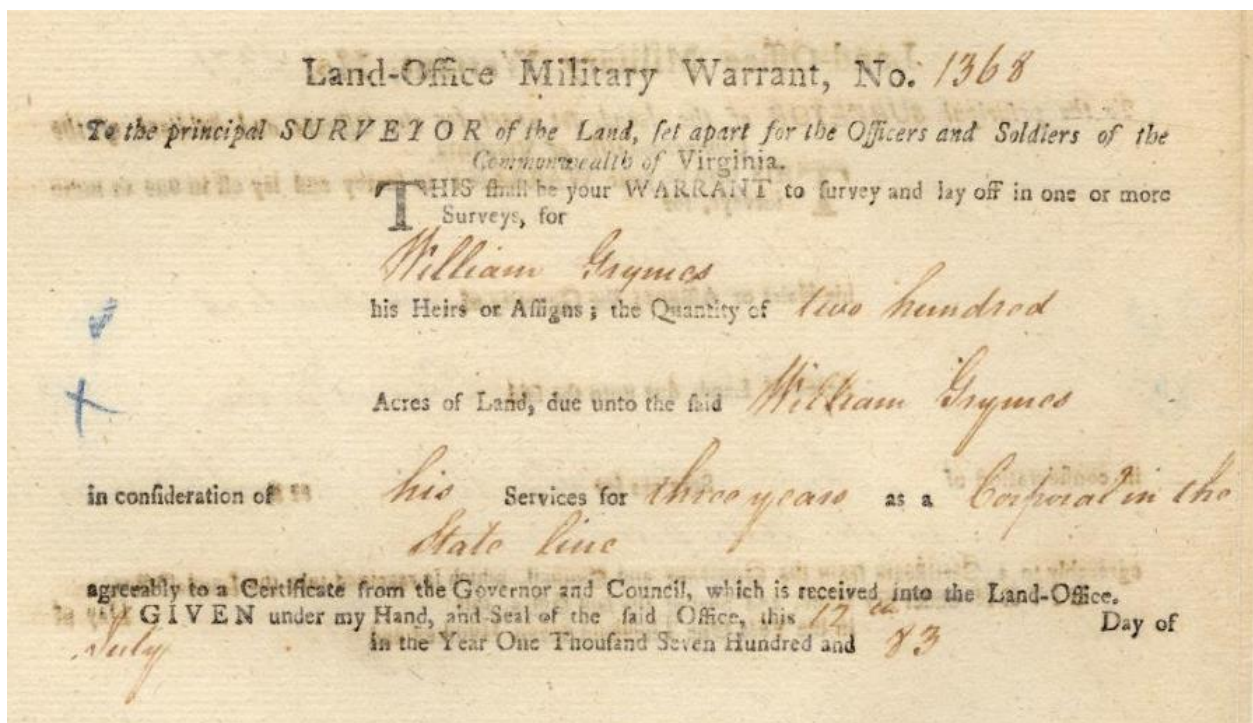 Land-Office Military Warrant, No. 1368
To the principal SURVEYOR of the Land, ſet apart for the Officers and Soldiers of the
Commonwealth of Virginia.
THIS ſhall be your WARRANT to ſurvey and lay off in one or more
Surveys, for
William Grymes
his Heirs or Aſſigns; the Quantity of two hundred
Acres of Land, due unto the ſaid William Grymes
in conſideration of his Services for three years as a Corporal in the
State line
agreeably to a Certificate from the Governor and Council, which is received into the Land-Office.
GIVEN under my Hand, and Seal of the ſaid Office, this 12th Day of
July in the Year One Thouſand Seven Hundred and 83